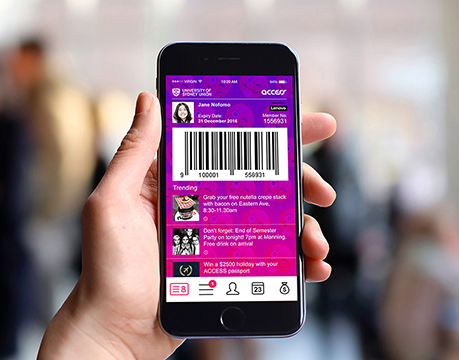 VIRGIN
10:20 AM
94%
UNIVERSITY OF
SYDNEY UNION
access
Jane Noformo
Lenovo
Expiry Date:
31 December 2016
Member No:
1556931
9 100001 556931
Trending
Grab your free nutella crepe stack
with bacon on Eastern Ave,
8:30-11.30am
Don't forget: End of Semester
Party on tonight! 7pm at Manning.
Free drink on arrival
Win a $2500 holiday with your
ACCESS passport
8
1
23